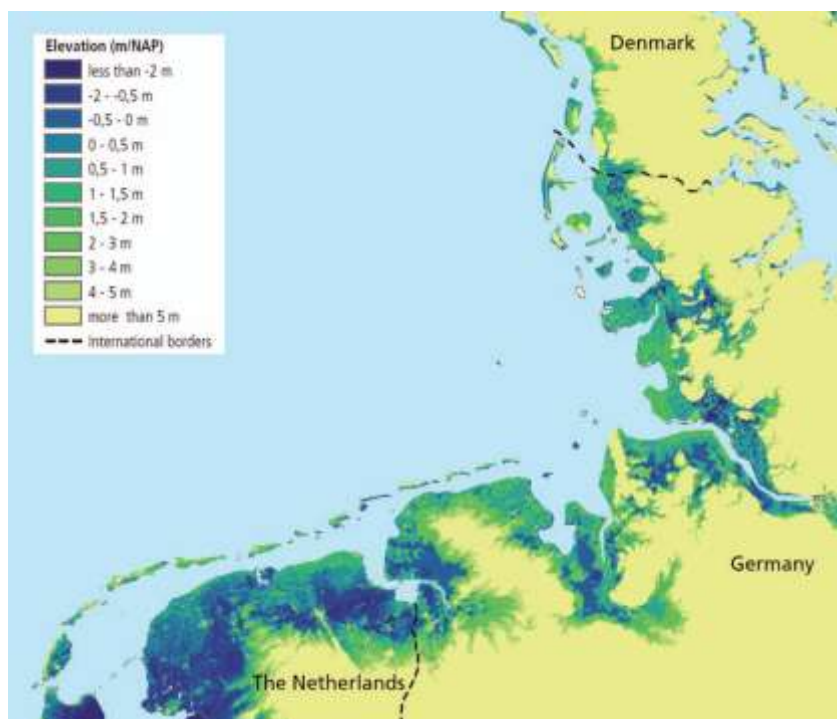 Elevation (m/NAP)
less than -2 m
-2 - -0,5 m
-0,5 - 0 m
0 - 0,5 m
0,5 - 1 m
1 - 1,5 m
1,5 - 2 m
2 - 3 m
3 - 4 m
4 - 5 m
more than 5 m
International borders
Denmark
Germany
The Netherlands